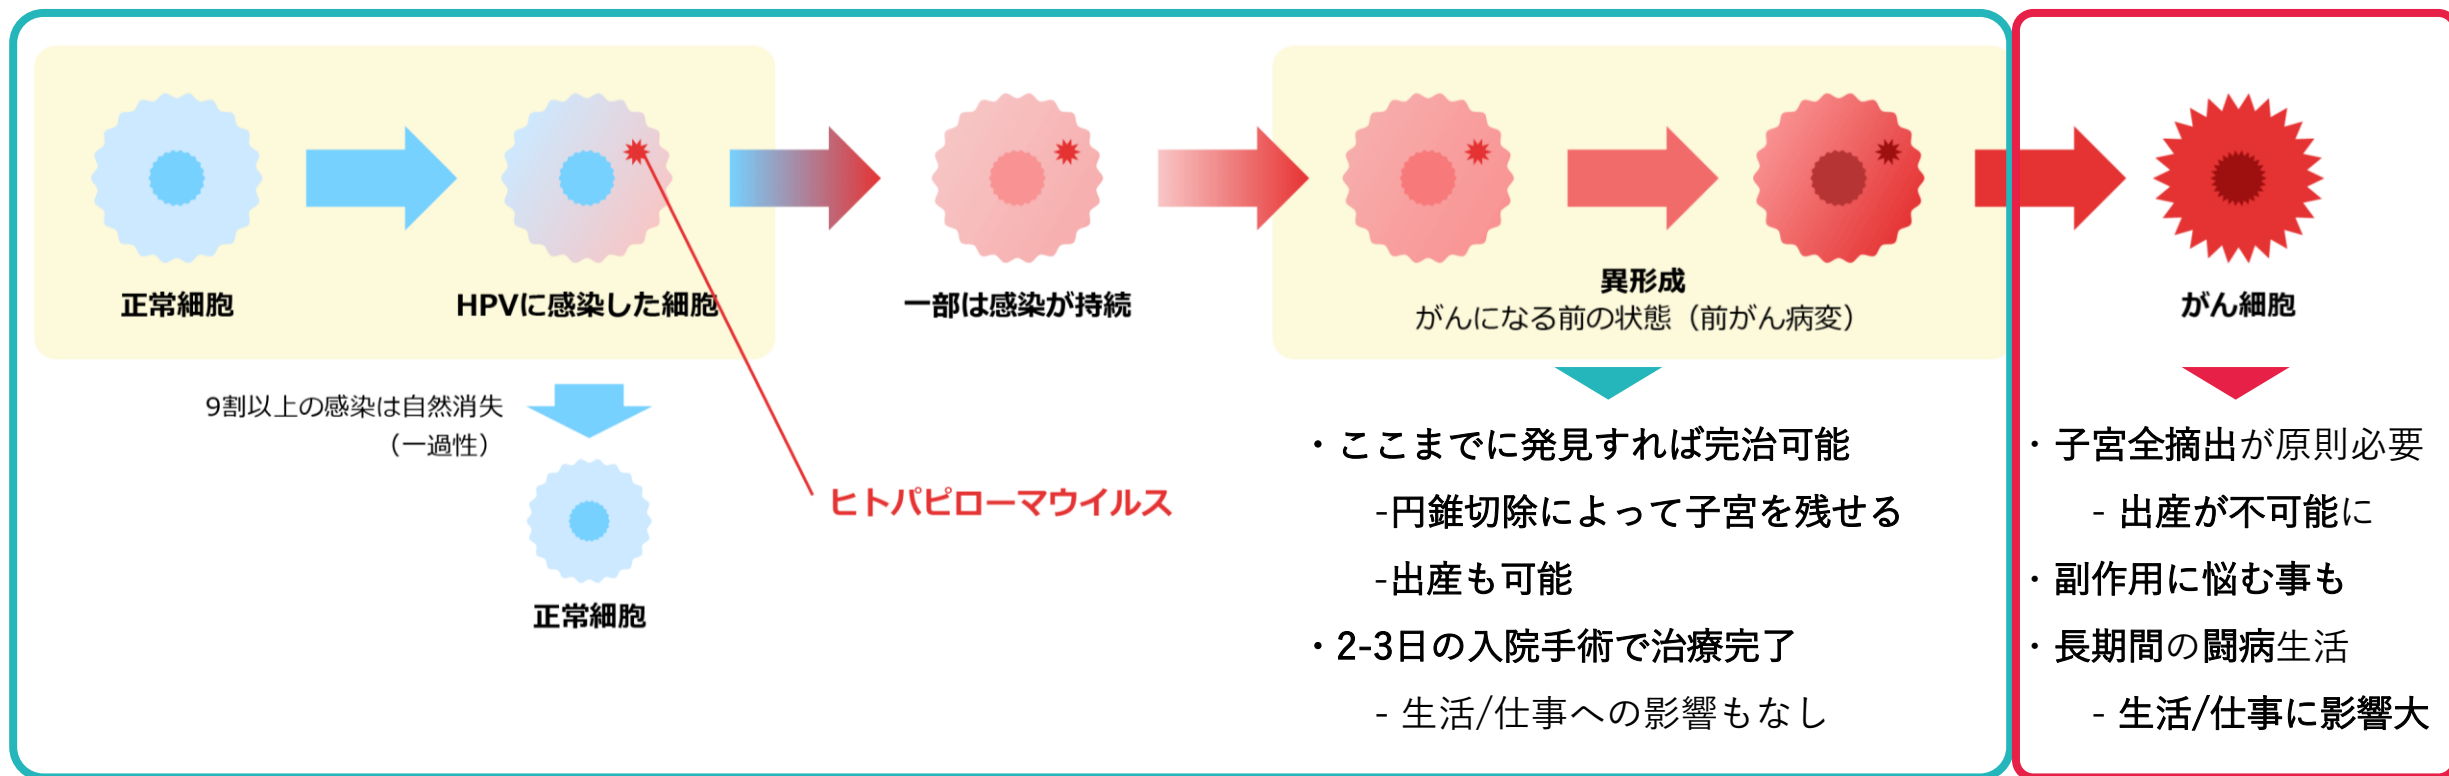 正常細胞
HPVに感染した細胞
一部は感染が持続
異形成
がんになる前の状態（前がん病変）
がん細胞
9割以上の感染は自然消失
（一過性）
正常細胞
ヒトパピローマウイルス
・ここまでに発見すれば完治可能
-円錐切除によって子宮を残せる
-出産も可能
・2-3日の入院手術で治療完了
- 生活/仕事への影響もなし
・子宮全摘出が原則必要
- 出産が不可能に
・副作用に悩む事も
・長期間の闘病生活
- 生活/仕事に影響大